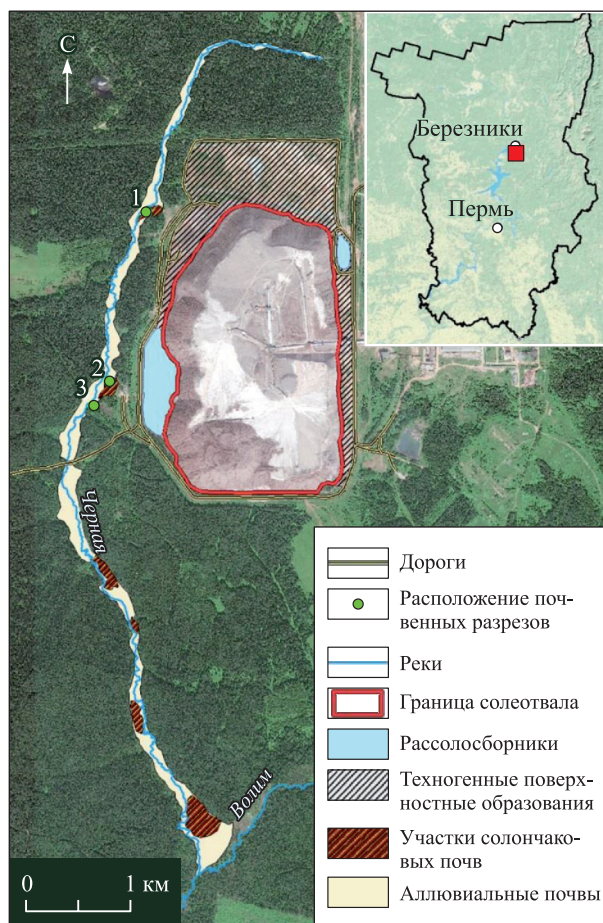 С
Березники
Пермь
1
2
3
Черная
Волим
Дороги
Расположение поч-
венных разрезов
Реки
Граница солеотвала
Рассолосборники
Техногенные поверх-
ностные образования
Участки солончако-
вых почв
Аллювиальные почвы
0 1 км